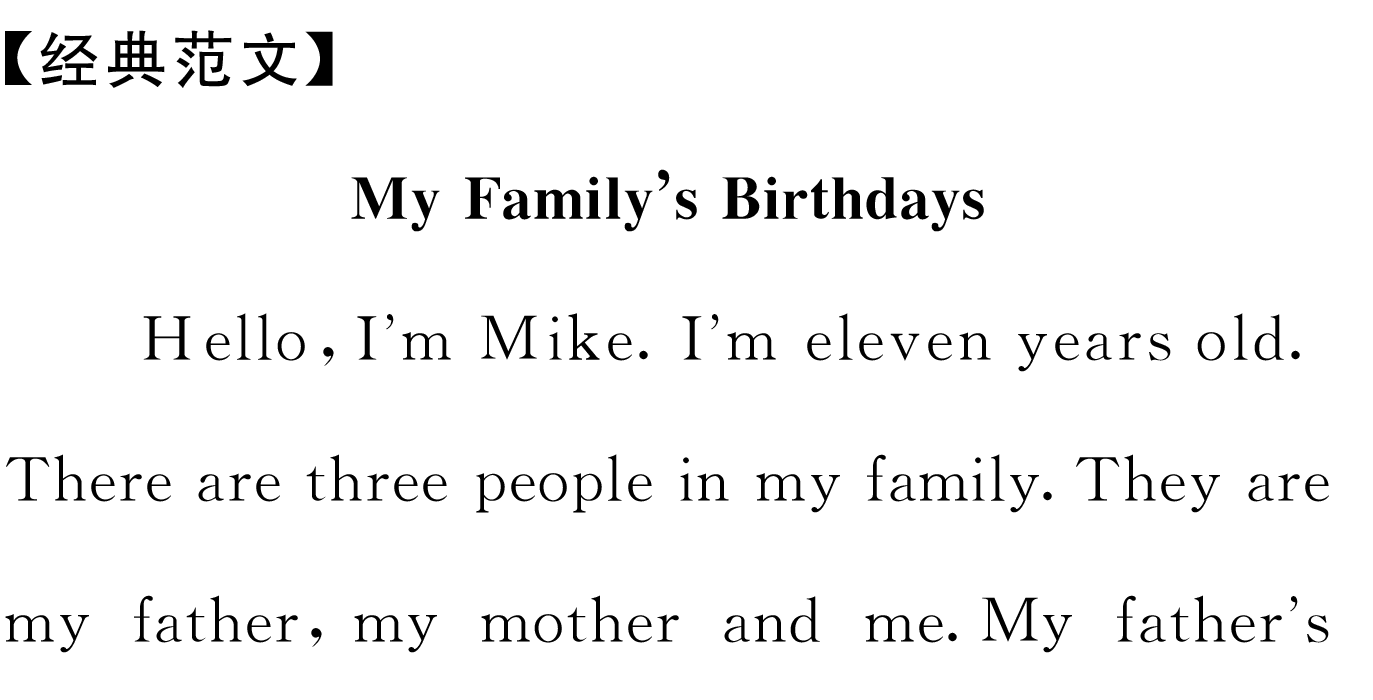 【经典范文】
My Family's Birthdays
Hello, I'm Mike. I'm eleven years old.
There are three people in my family. They are
my father, my mother and me. My father's